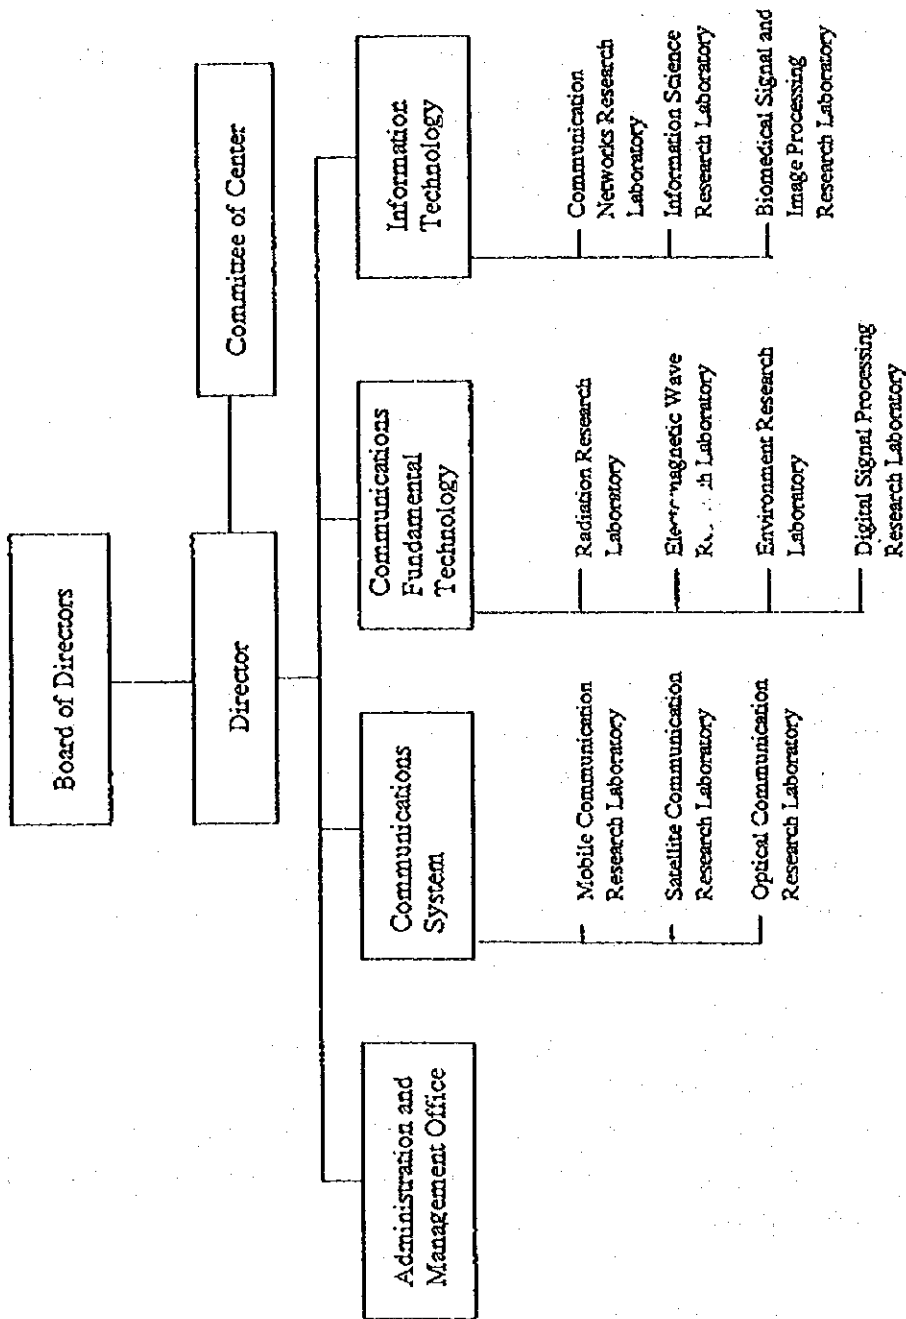 Board of Directors
Director
Committee of Center
Administration and
Management Office
Communications
System
Mobile Communication
Research Laboratory
Satellite Communication
Research Laboratory
Optical Communication
Research Laboratory
Communications
Fundamental
Technology
Radiation Research
Laboratory
Wave
Laboratory
Environment Research
Laboratory
Digital Signal Processing
Research Laboratory
Information
Technology
Communication
Networks Research
Laboratory
Information Science
Research Laboratory
Biomedical Signal and
Image Processing
Research Laboratory